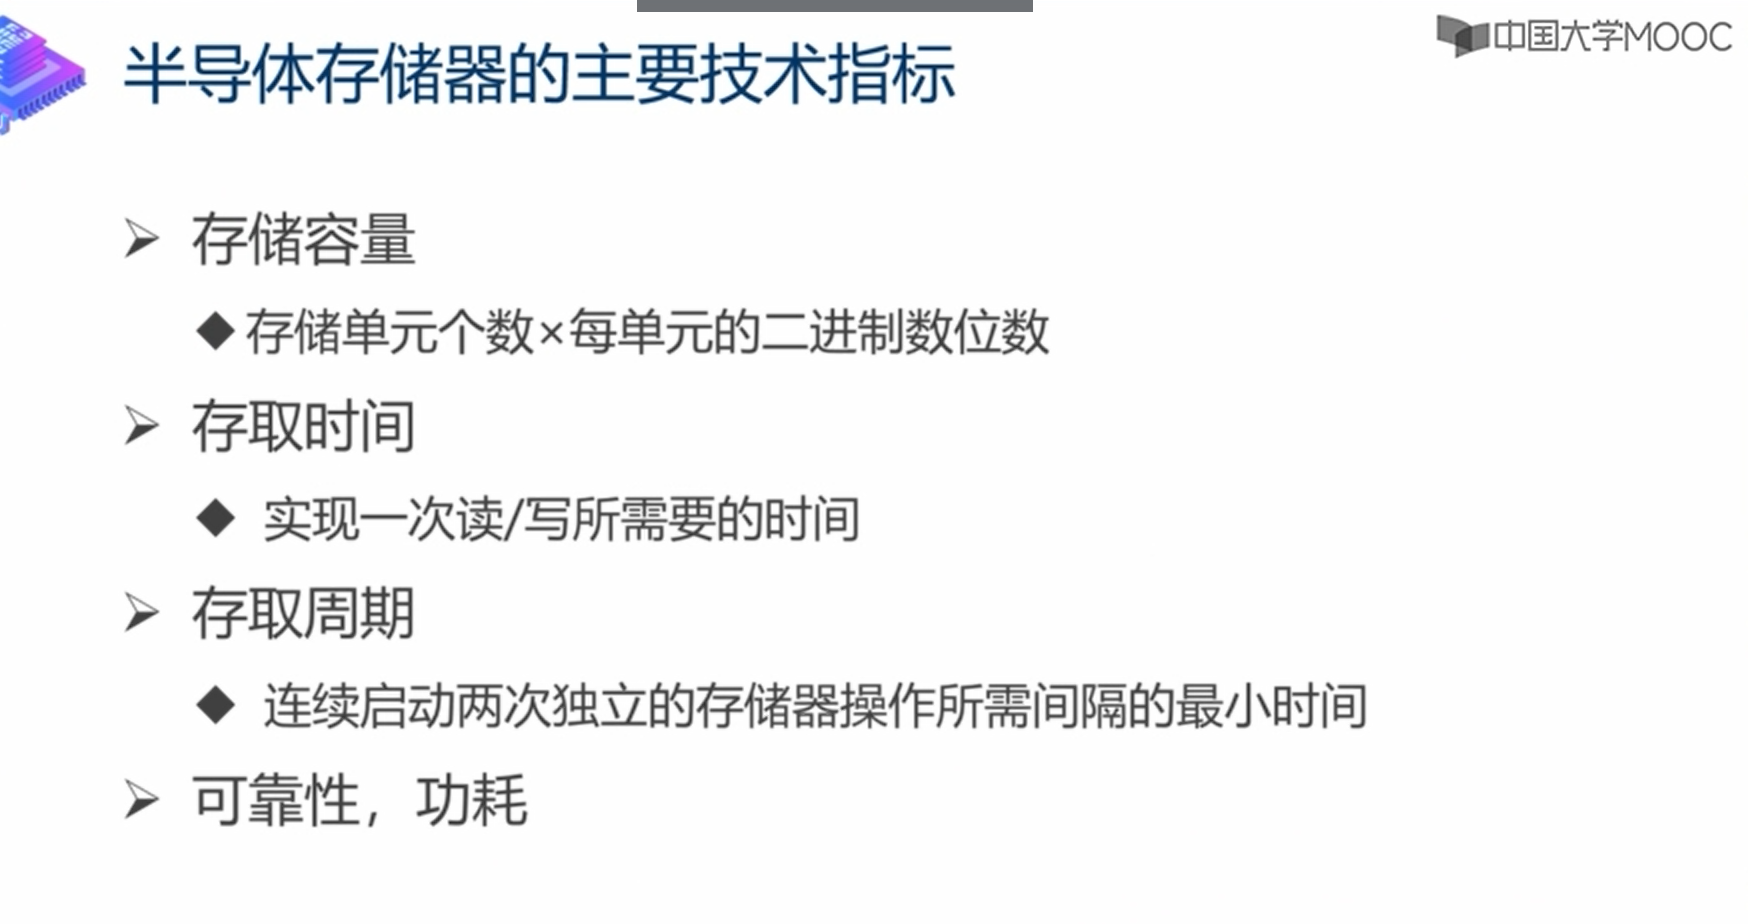 半导体存储器的主要技术指标
中国大学MOOC
存储容量
存储单元个数×每单元的二进制数位数
存取时间
实现一次读/写所需要的时间
存取周期
连续启动两次独立的存储器操作所需间隔的最小时间
可靠性，功耗